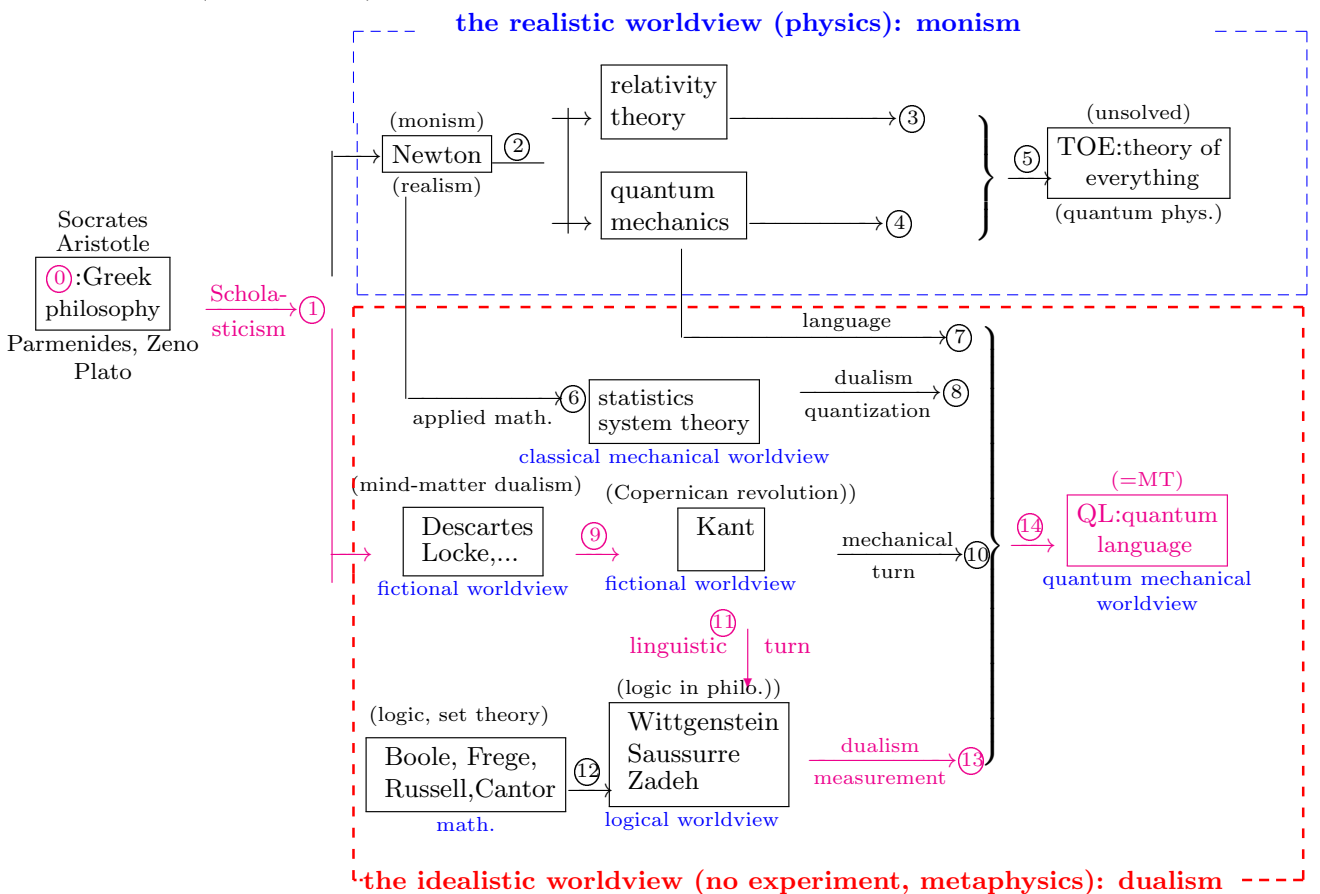 the realistic worldview (physics): monism
relativity
theory
③
(monism)
Newton
(realism)
②
quantum
mechanics
④
⑤
(unsolved)
TOE:theory of
everything
(quantum phys.)
Socrates
Aristotle
⓪:Greek
philosophy
Parmenides, Zeno
Plato
Schola-
sticism
①
language
⑦
applied math.
⑥
statistics
system theory
classical mechanical worldview
dualism
quantization
⑧
(mind-matter dualism)
Descartes
Locke,...
fictional worldview
⑨
(Copernican revolution))
Kant
fictional worldview
mechanical
turn
⑩
⑭
(=MT)
QL:quantum
language
quantum mechanical
worldview
⑪
linguistic turn
(logic, set theory)
Boole, Frege,
Russell,Cantor
math.
⑫
(logic in philo.))
Wittgenstein
Saussurre
Zadeh
logical worldview
dualism
measurement
⑬
the idealistic worldview (no experiment, metaphysics): dualism